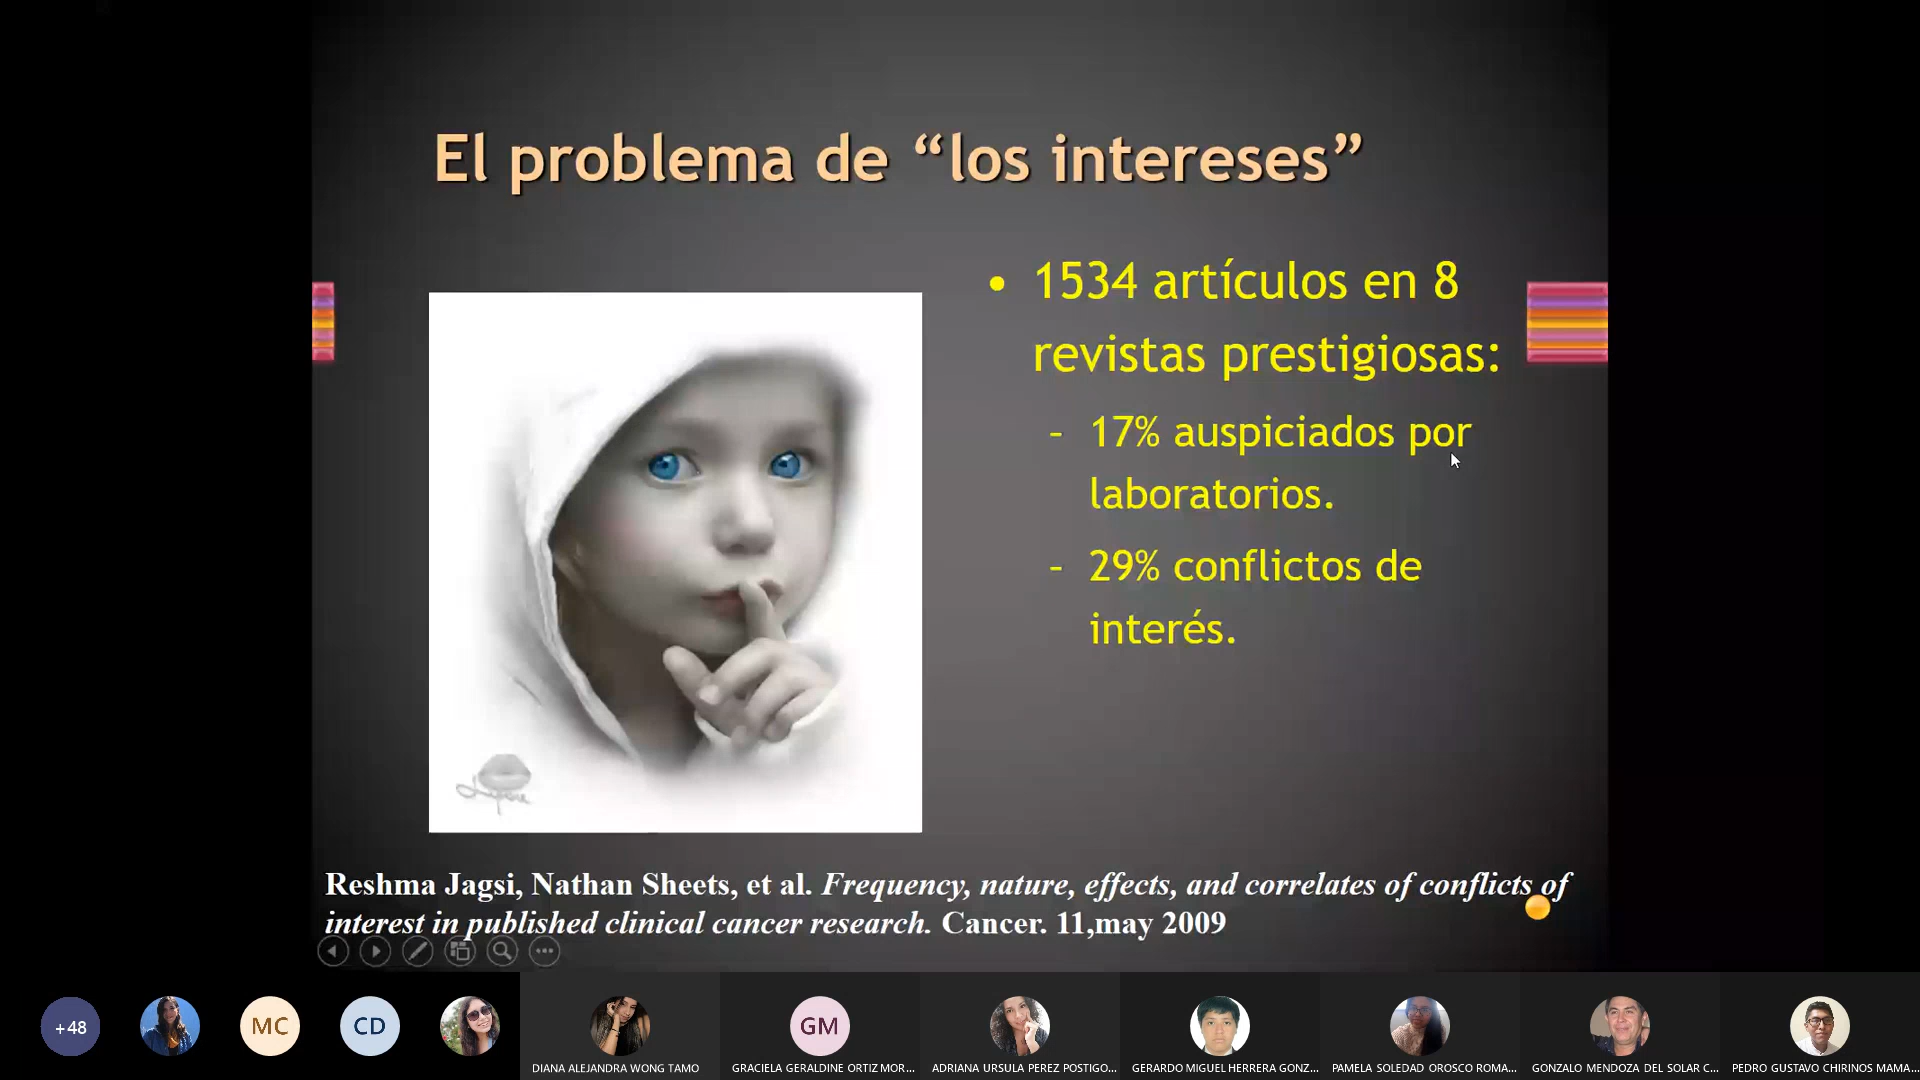 El problema de “los intereses”
• 1534 artículos en 8
revistas prestigiosas:
- 17% auspiciados por
laboratorios.
- 29% conflictos de
interés.
Reshma Jagsi, Nathan Sheets, et al. Frequency, nature, effects, and correlates of conflicts of
interest in published clinical cancer research. Cancer. 11,may 2009
+48
MC
CD
GM
DIANA ALEJANDRA WONG TAMO
GRACIELA GERALDINE ORTIZ MOR...
ADRIANA URSULA PEREZ POSTIGO...
GERARDO MIGUEL HERRERA GONZ...
PAMELA SOLEDAD OROSCO ROMA...
GONZALO MENDOZA DEL SOLAR C...
PEDRO GUSTAVO CHIRINOS MAMA...